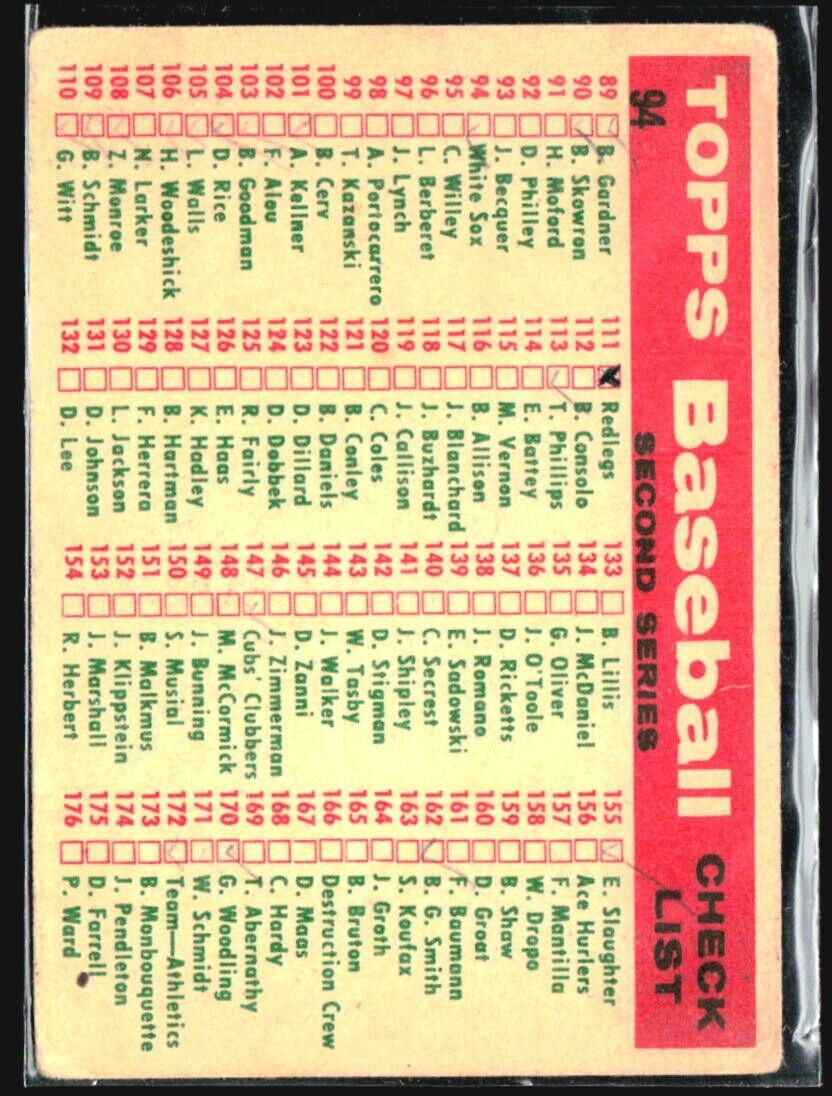 TOPPS Baseball CHECK LIST
94 SECOND SERIES
89 B. Gardner
90 B. Skowron
91 H. Moford
92 D. Philley
93 J. Becquer
94 White Sox
95 C. Willey
96 L. Berberet
97 J. Lynch
98 A. Portocarrero
99 T. Kazanski
100 B. Cerv
101 A. Kellner
102 F. Alou
103 B. Goodman
104 D. Rice
105 L. Walls
106 H. Woodeshick
107 N. Larker
108 Z. Monroe
109 B. Schmidt
110 G. Witt
111 Redlegs
112 B. Consolo
113 T. Phillips
114 E. Battey
115 M. Vernon
116 B. Allison
117 J. Blanchard
118 J. Buzhardt
119 J. Callison
120 C. Coles
121 B. Conley
122 B. Daniels
123 D. Dillard
124 D. Dobbek
125 R. Fairly
126 E. Haas
127 K. Hadley
128 B. Hartman
129 F. Herrera
130 L. Jackson
131 D. Johnson
132 D. Lee
133 B. Lillis
134 J. McDaniel
135 G. Oliver
136 J. O'Toole
137 D. Ricketts
138 J. Romano
139 E. Sadowski
140 C. Secrest
141 J. Shipley
142 D. Stigman
143 W. Tasby
144 J. Walker
145 D. Zanni
146 J. Zimmerman
147 Cubs' Clubbers
148 M. McCormick
149 J. Bunning
150 S. Musial
151 B. Malkmus
152 J. Klippstein
153 J. Marshall
154 R. Herbert
155 E. Slaughter
156 Ace Hurlers
157 F. Mantilla
158 W. Dropo
159 B. Shaw
160 D. Groat
161 F. Baumann
162 B. G. Smith
163 S. Koufax
164 J. Groth
165 B. Bruton
166 Destruction Crew
167 D. Maas
168 C. Hardy
169 T. Abernathy
170 G. Woodling
171 W. Schmidt
172 Team—Athletics
173 B. Monbouquette
174 J. Pendleton
175 D. Farrell
176 P. Ward